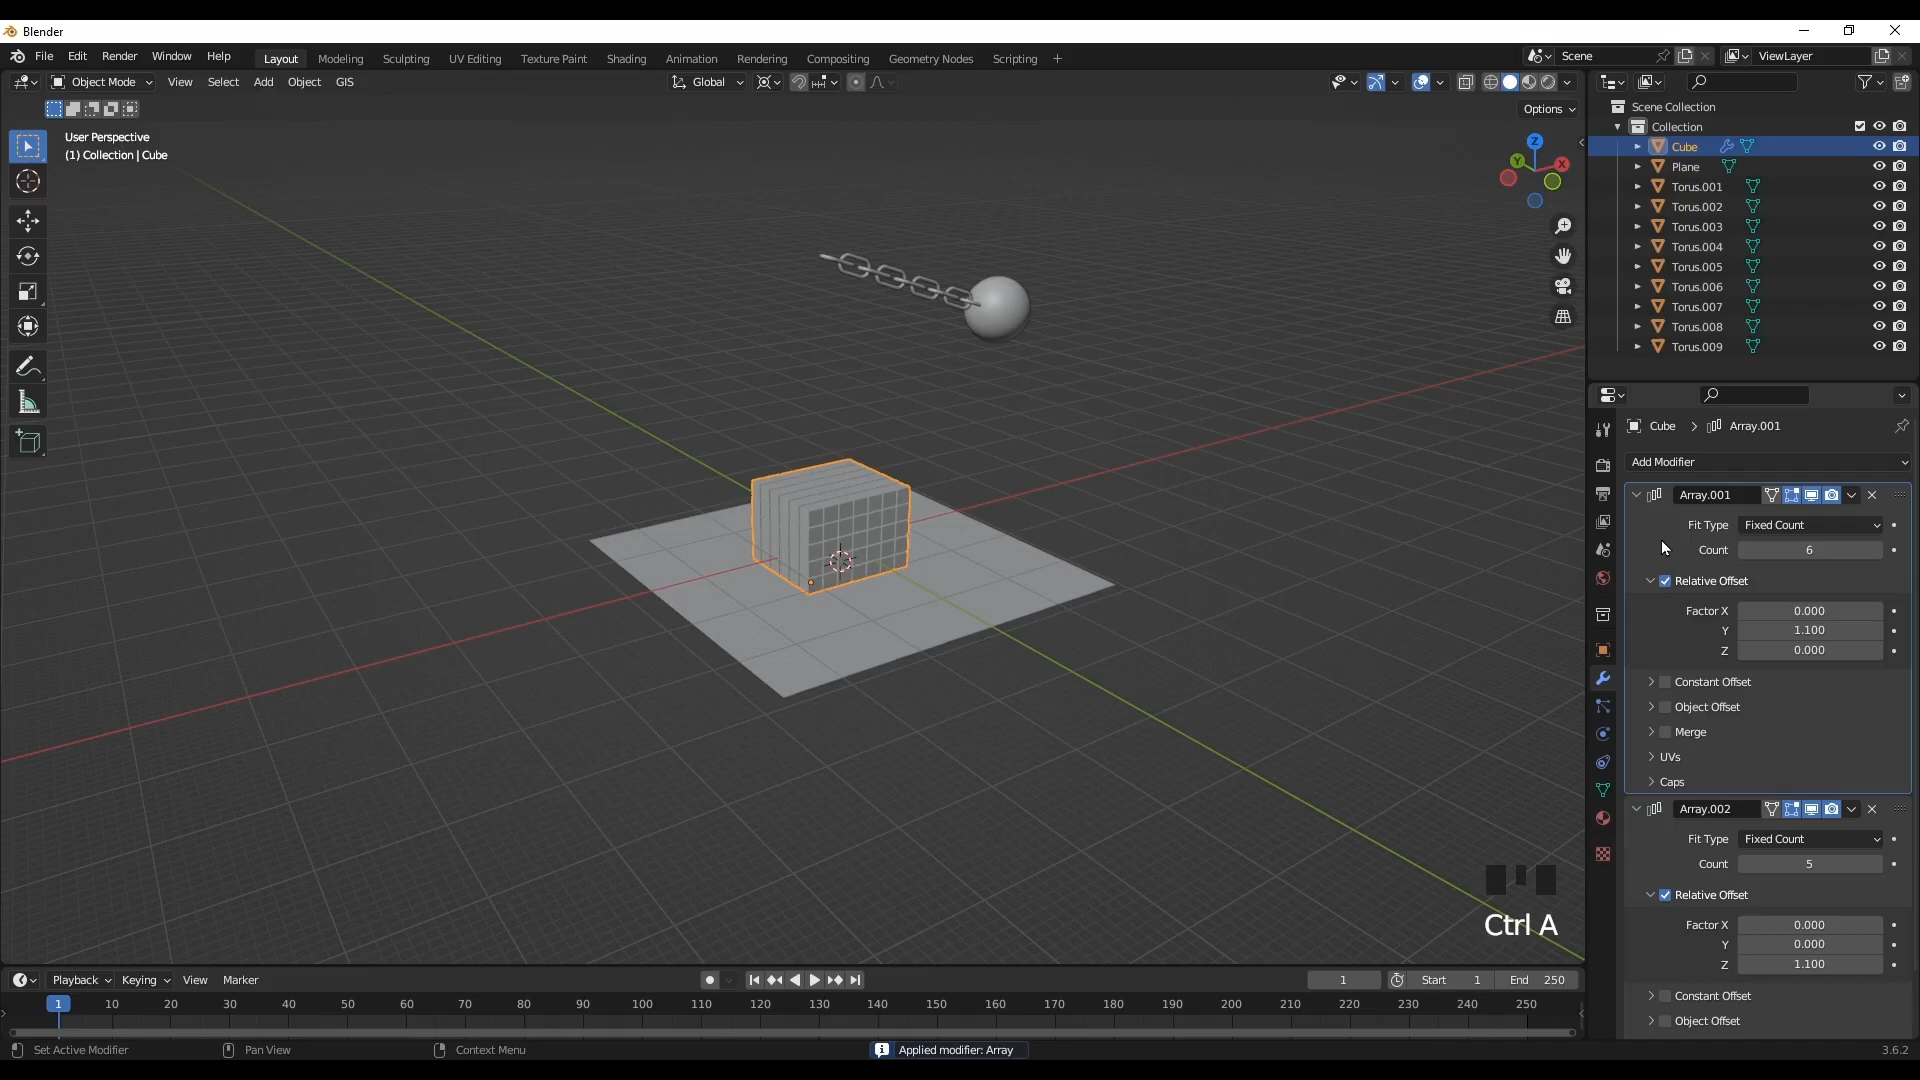 Blender
File Edit Render Window Help Layout Modeling Sculpting UV Editing Texture Paint Shading Animation Rendering Compositing Geometry Nodes Scripting + Scene ViewLayer
Object Mode View Select Add Object GIS Global
Options
User Perspective
(1) Collection | Cube
Z
Y
X
Scene Collection
Collection
Cube
Plane
Torus.001
Torus.002
Torus.003
Torus.004
Torus.005
Torus.006
Torus.007
Torus.008
Torus.009
Cube > Array.001
Add Modifier
Array.001
Fit Type Fixed Count
Count 6
Relative Offset
Factor X 0.000
Y 1.100
Z 0.000
Constant Offset
Object Offset
Merge
UVs
Caps
Array.002
Fit Type Fixed Count
Count 5
Relative Offset
Factor X 0.000
Y 0.000
Z 1.100
Constant Offset
Object Offset
Ctrl A
Playback Keying View Marker 1 Start 1 End 250
1 10 20 30 40 50 60 70 80 90 100 110 120 130 140 150 160 170 180 190 200 210 220 230 240 250
Set Active Modifier Pan View Context Menu Applied modifier: Array 3.6.2